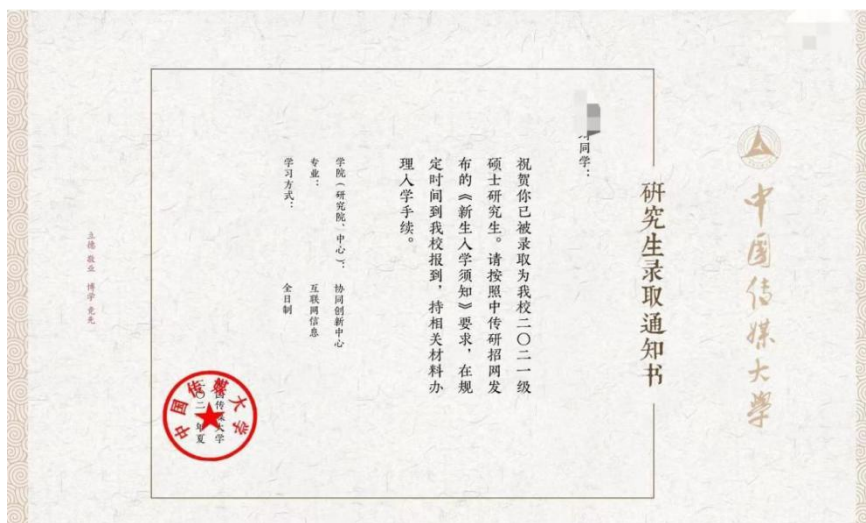 中國传媒大學
研究生录取通知书
同学：
祝贺你已被录取为我校二〇二一级
硕士研究生。请按照中传研招网发
布的《新生入学须知》要求，在规
定时间到我校报到，持相关材料办
理入学手续。
学院（研究院、中心）： 协同创新中心
专业： 互联网信息
学习方式： 全日制
中国传媒大学
立德 敬业 博学 竞先